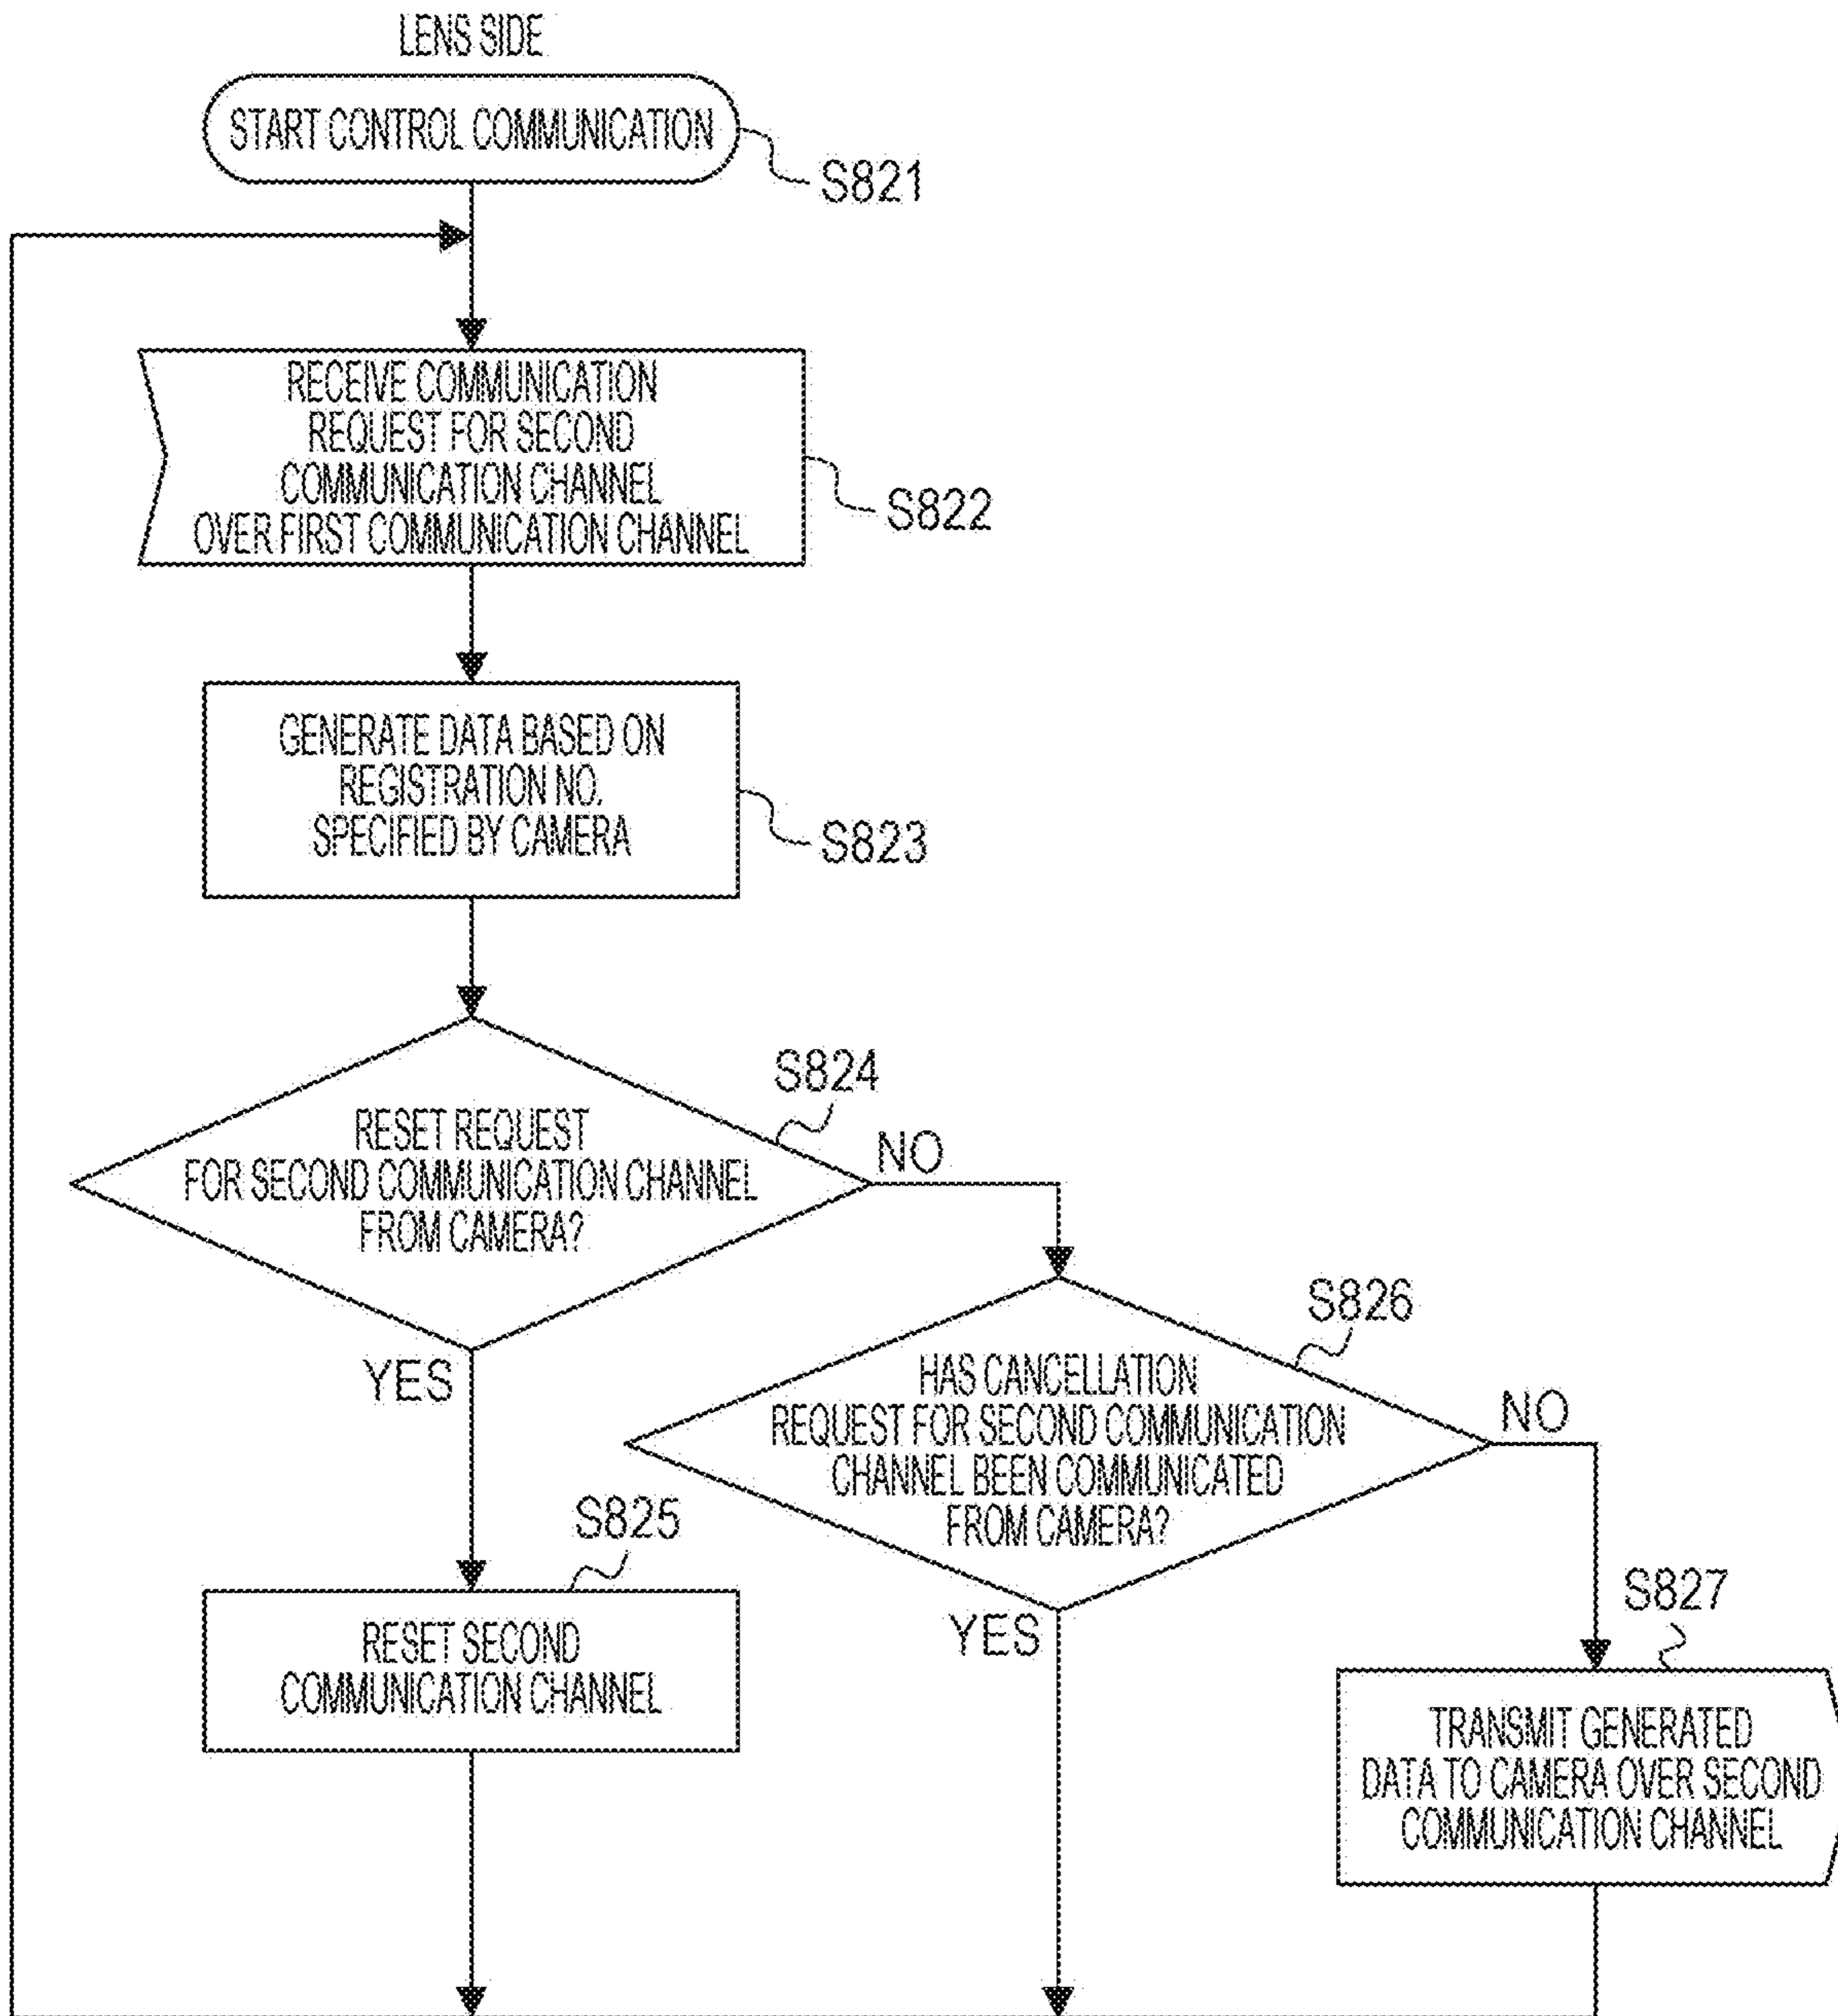 LENS SIDE
START CONTROL COMMUNICATION
S821
RECEIVE COMMUNICATION
REQUEST FOR SECOND
COMMUNICATION CHANNEL
OVER FIRST COMMUNICATION CHANNEL
S822
GENERATE DATA BASED ON
REGISTRATION NO.
SPECIFIED BY CAMERA
S823
S824
RESET REQUEST
FOR SECOND COMMUNICATION CHANNEL
FROM CAMERA?
NO
YES
S826
HAS CANCELLATION
REQUEST FOR SECOND COMMUNICATION
CHANNEL BEEN COMMUNICATED
FROM CAMERA?
NO
YES
S825
RESET SECOND
COMMUNICATION CHANNEL
S827
TRANSMIT GENERATED
DATA TO CAMERA OVER SECOND
COMMUNICATION CHANNEL